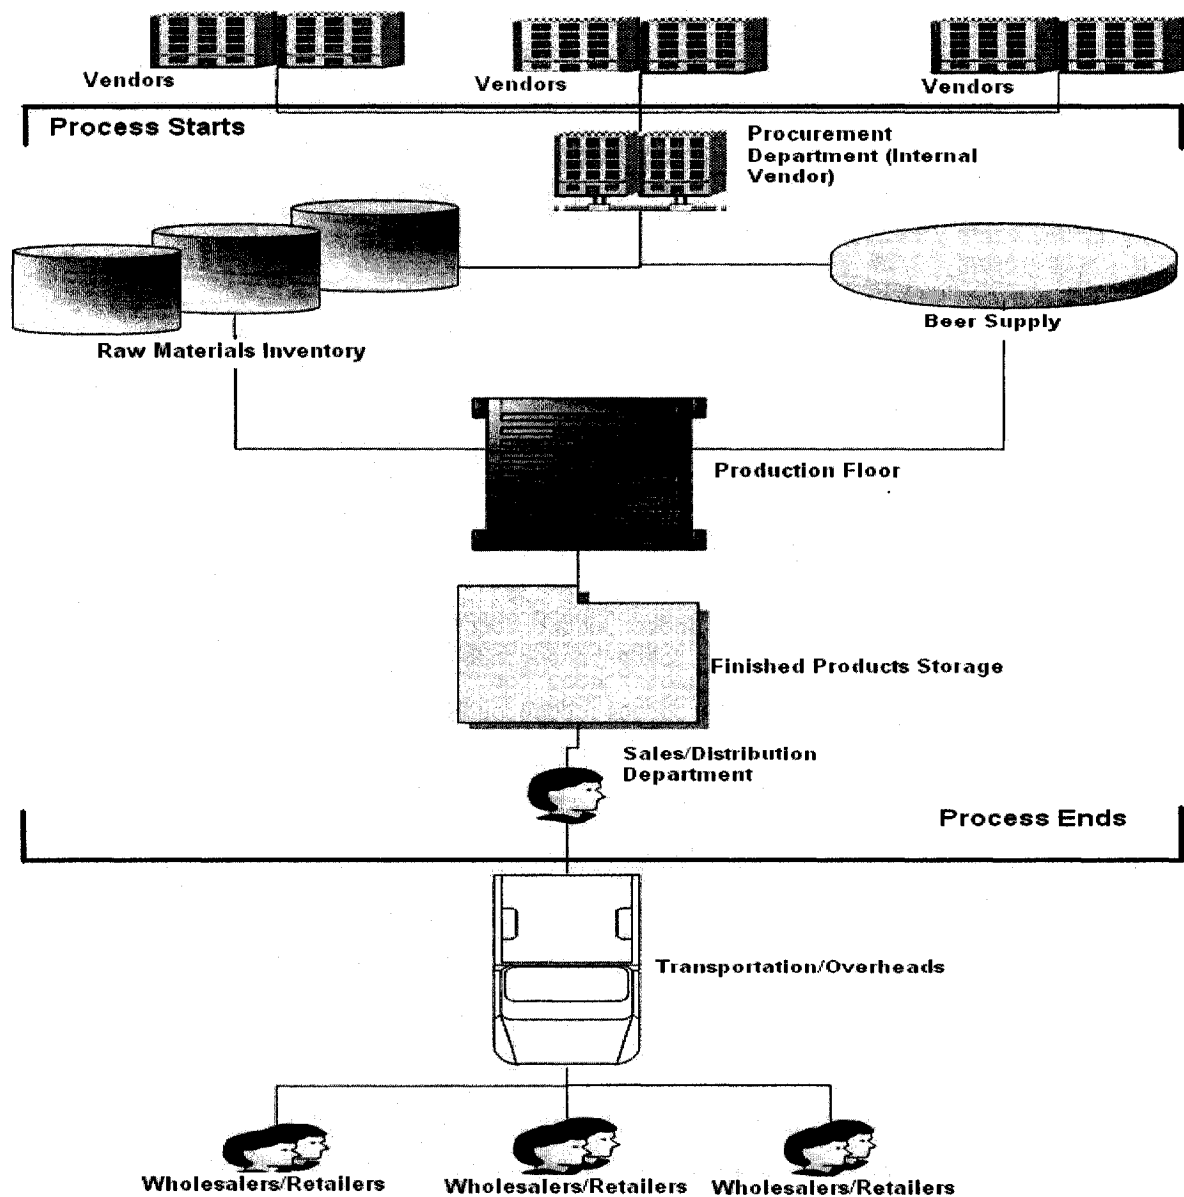 Vendors
Vendors
Vendors
Process Starts
Procurement
Department (Internal
Vendor)
Beer Supply
Raw Materials Inventory
Production Floor
Finished Products Storage
Sales/Distribution
Department
Process Ends
Transportation/Overheads
Wholesalers/Retailers
Wholesalers/Retailers
Wholesalers/Retailers